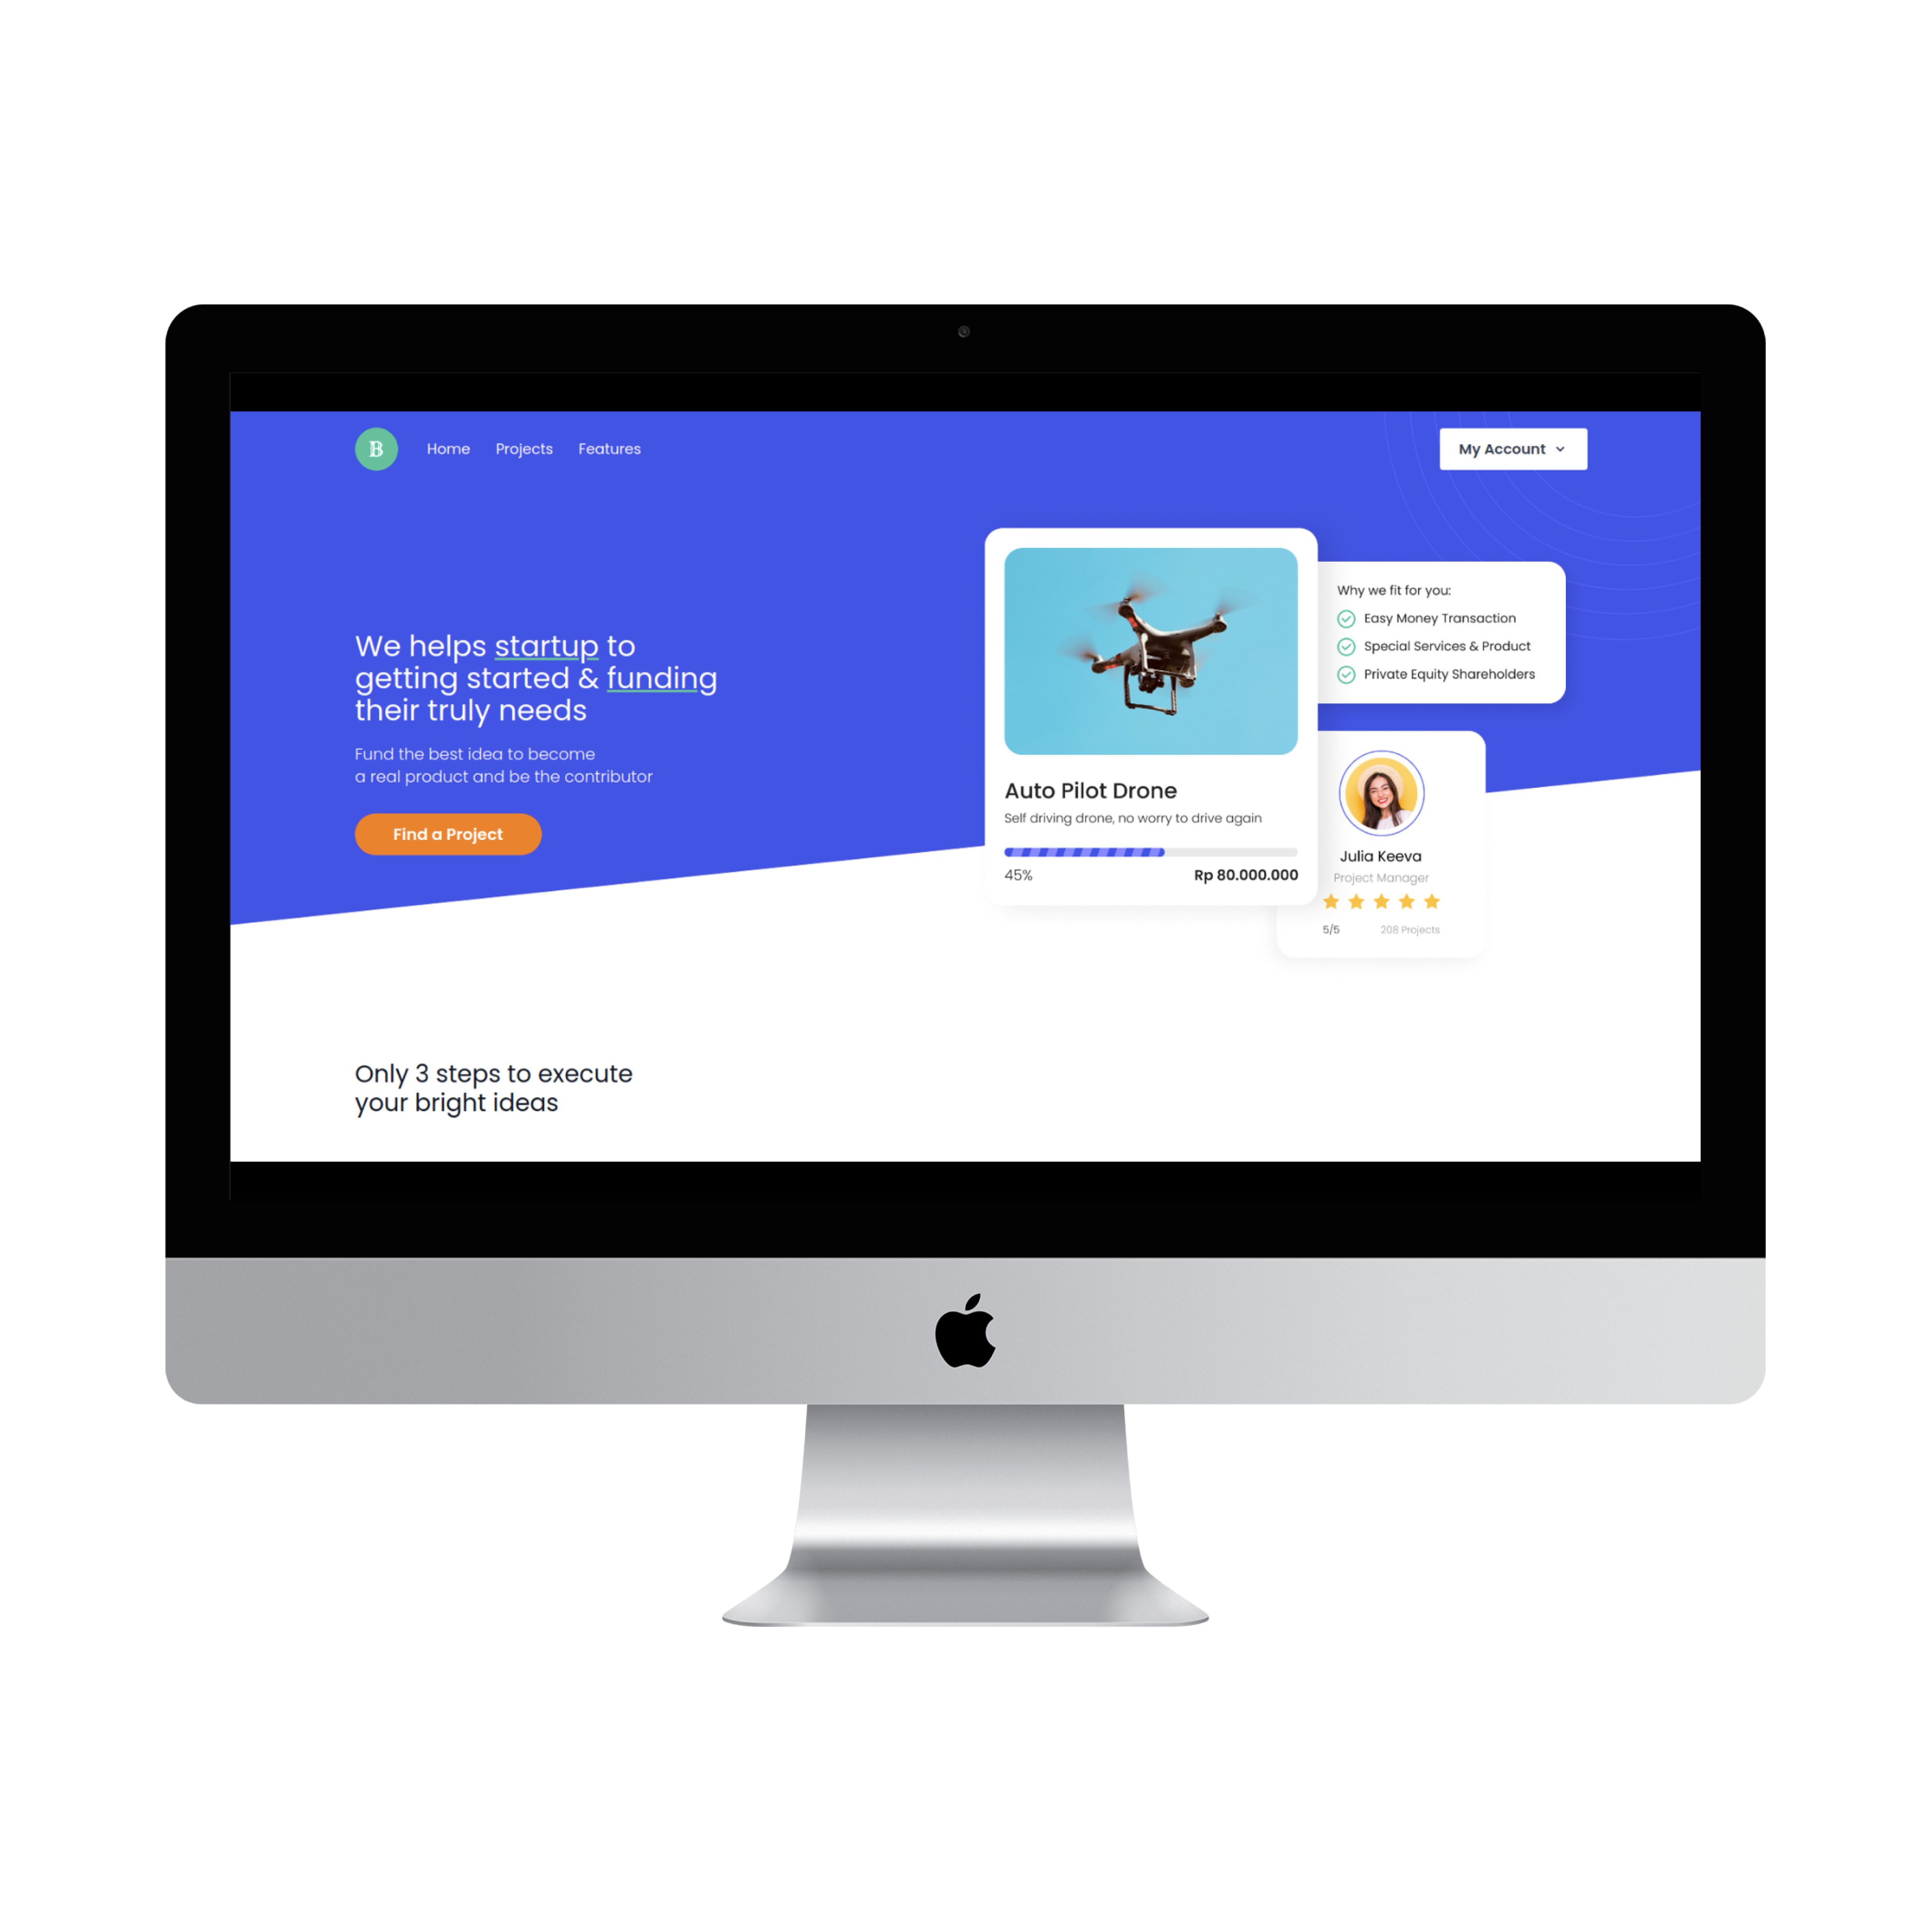 B
Home Projects Features
My Account
We helps startup to
getting started & funding
their truly needs
Fund the best idea to become
a real product and be the contributor
Find a Project
Auto Pilot Drone
Self driving drone, no worry to drive again
45% Rp 80.000.000
Why we fit for you:
Easy Money Transaction
Special Services & Product
Private Equity Shareholders
Julia Keeva
Project Manager
5/5 208 Projects
Only 3 steps to execute
your bright ideas